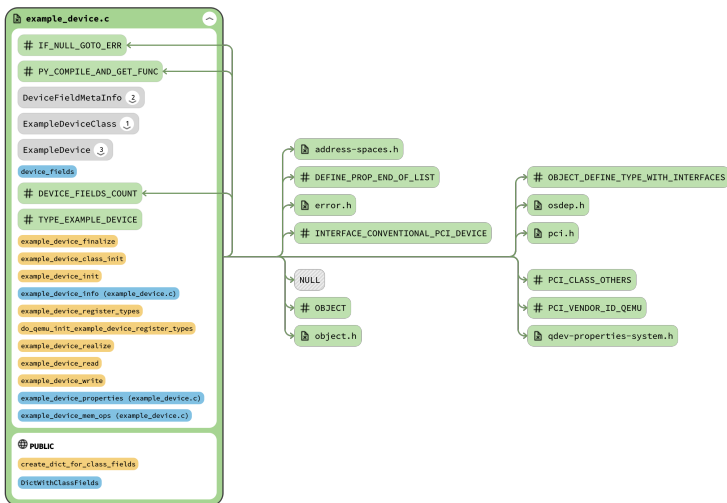 example_device.c
# IF_NULL_GOTO_ERR
# PY_COMPILE_AND_GET_FUNC
DeviceFieldMetaInfo 2
ExampleDeviceClass 1
ExampleDevice 3
device_fields
# DEVICE_FIELDS_COUNT
# TYPE_EXAMPLE_DEVICE
example_device_finalize
example_device_class_init
example_device_init
example_device_info (example_device.c)
example_device_register_types
do_qemu_init_example_device_register_types
example_device_realize
example_device_read
example_device_write
example_device_properties (example_device.c)
example_device_mem_ops (example_device.c)
PUBLIC
create_dict_for_class_fields
DictWithClassFields
address-spaces.h
# DEFINE_PROP_END_OF_LIST
error.h
# INTERFACE_CONVENTIONAL_PCI_DEVICE
NULL
# OBJECT
object.h
# OBJECT_DEFINE_TYPE_WITH_INTERFACES
osdep.h
pci.h
# PCI_CLASS_OTHERS
# PCI_VENDOR_ID_QEMU
qdev-properties-system.h